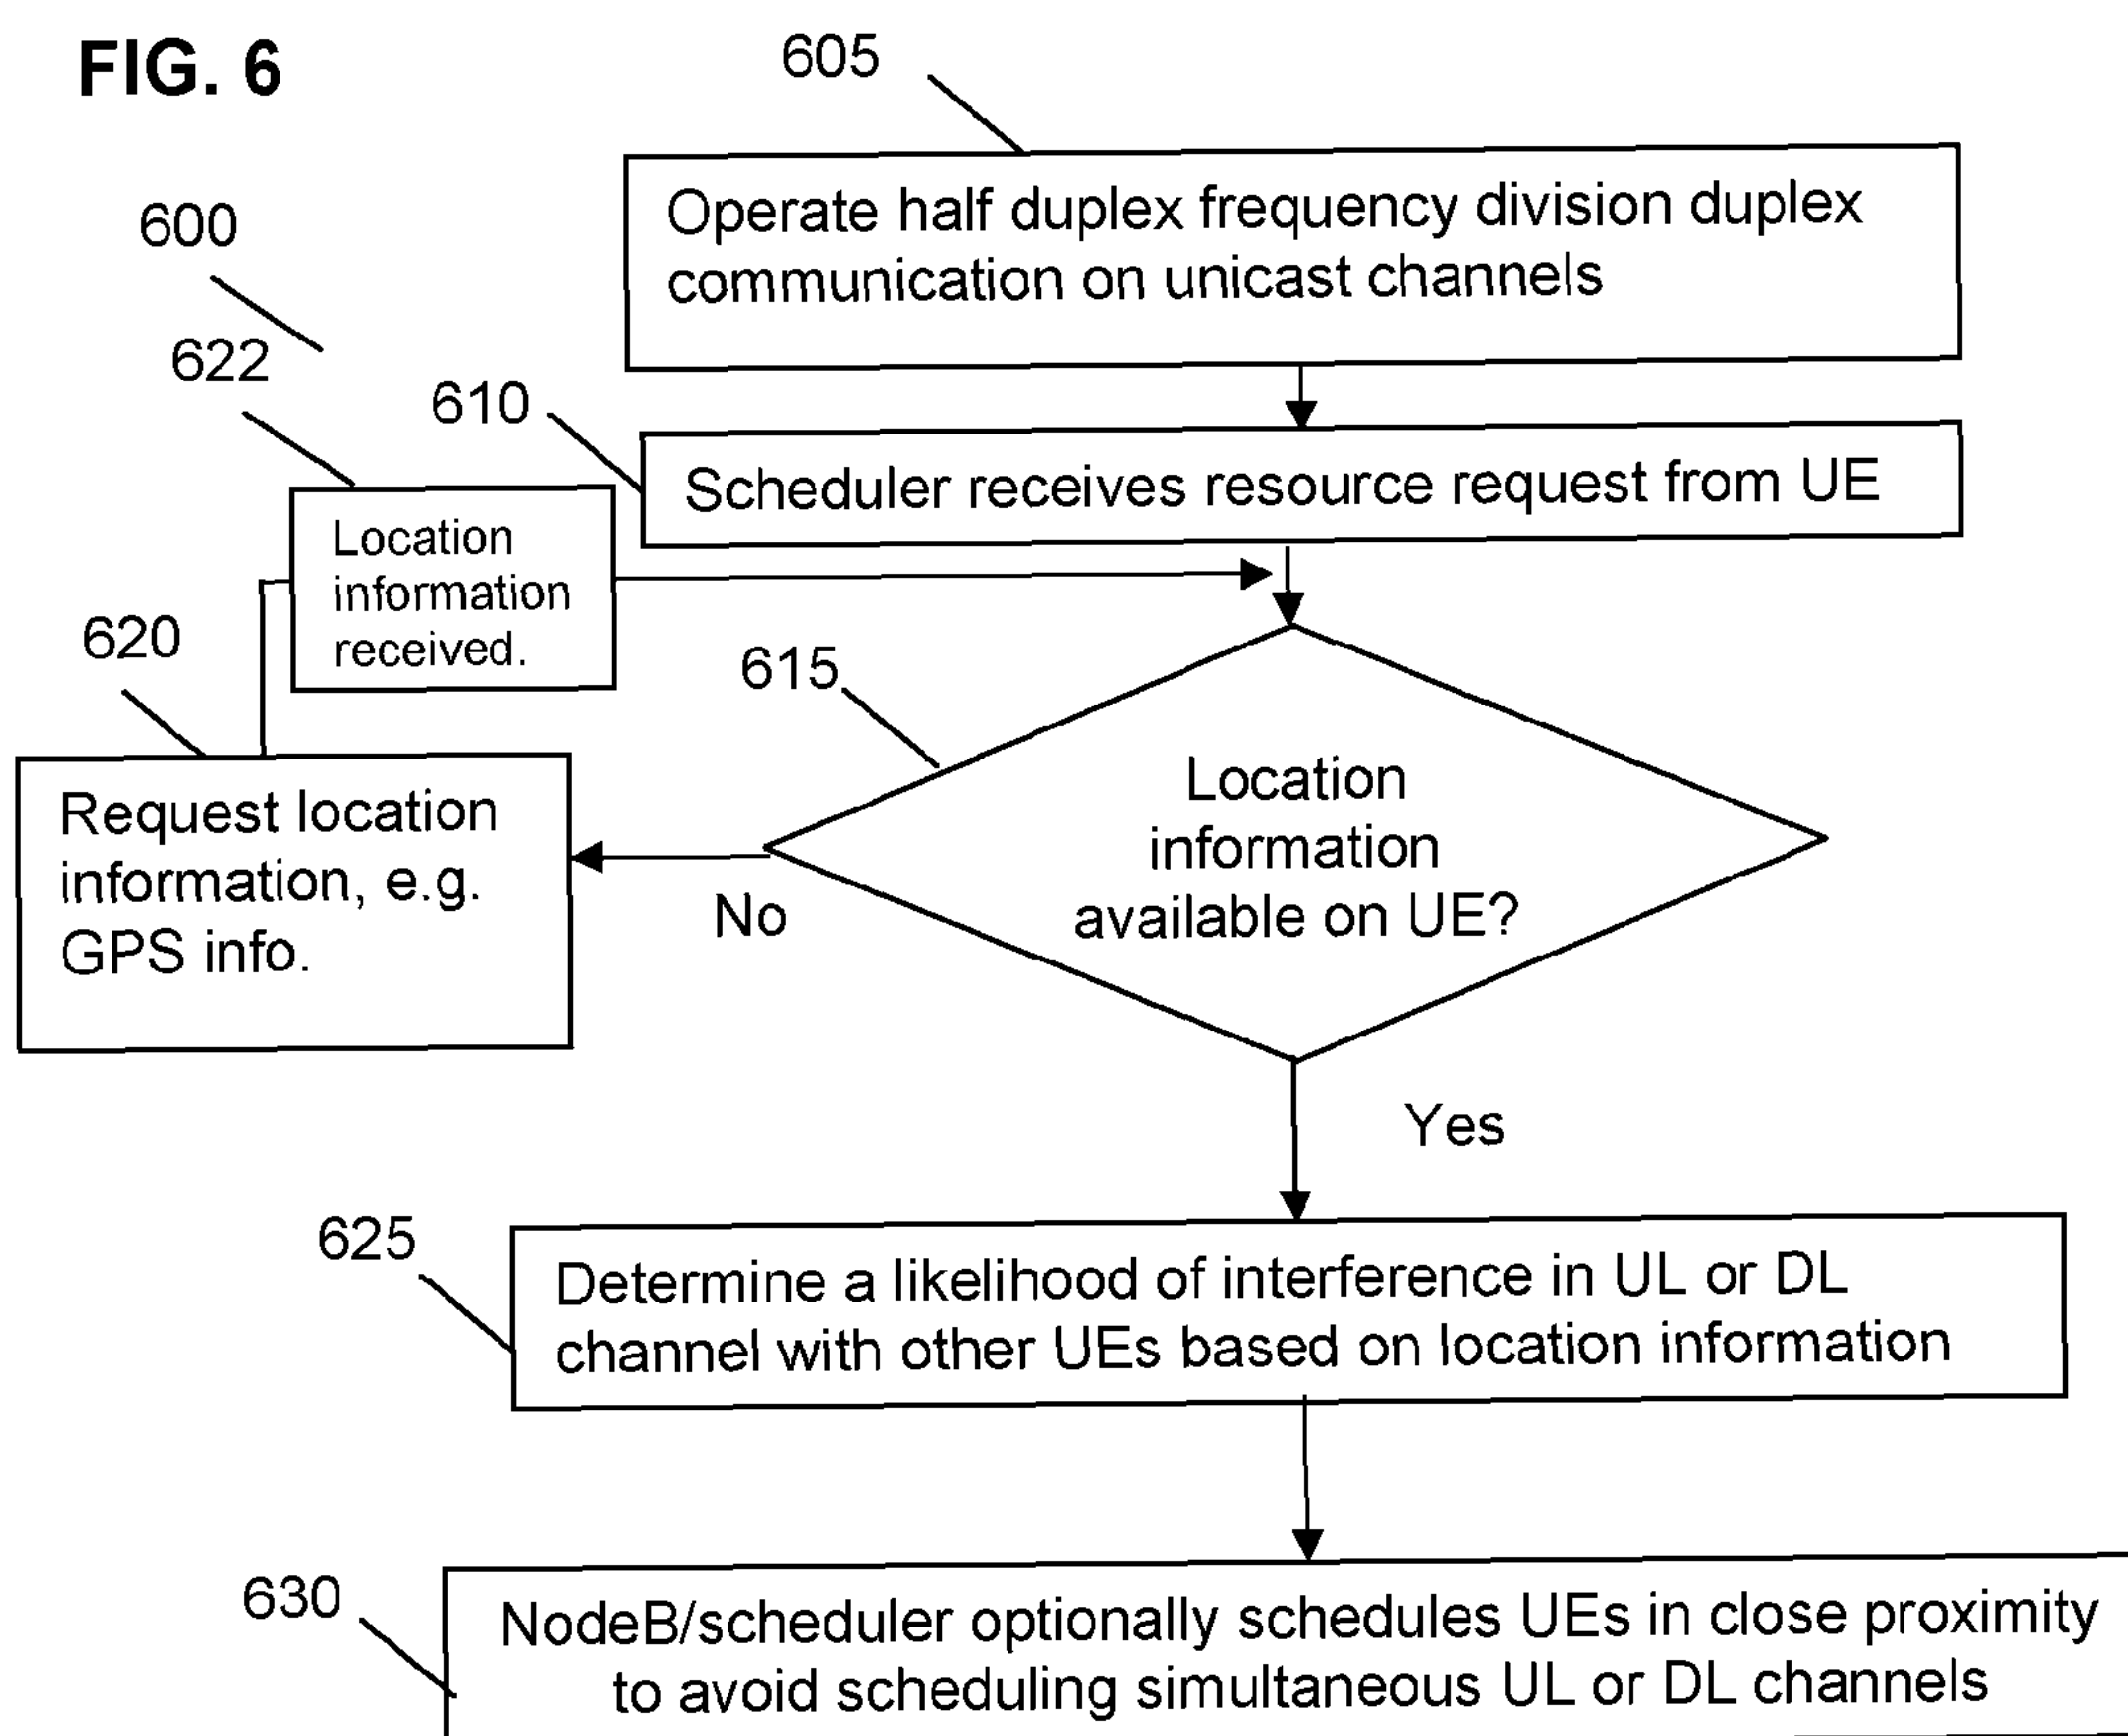 FIG. 6
605
Operate half duplex frequency division duplex
communication on unicast channels
600
622
610
Scheduler receives resource request from UE
Location
information
received.
620
615
Location
information
available on UE?
Request location
information, e.g.
GPS info.
No
Yes
625
Determine a likelihood of interference in UL or DL
channel with other UEs based on location information
630
NodeB/scheduler optionally schedules UEs in close proximity
to avoid scheduling simultaneous UL or DL channels